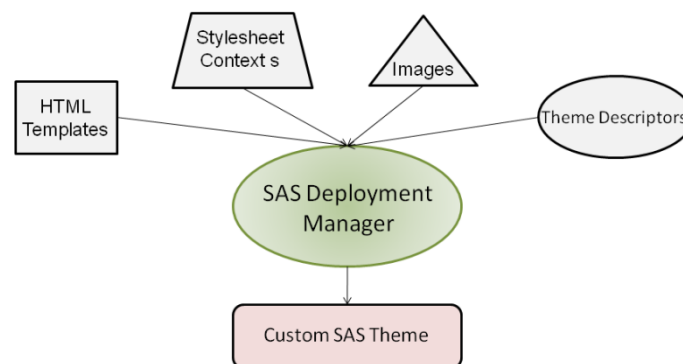 Stylesheet
Context s
Images
HTML
Templates
Theme Descriptors
SAS Deployment
Manager
Custom SAS Theme